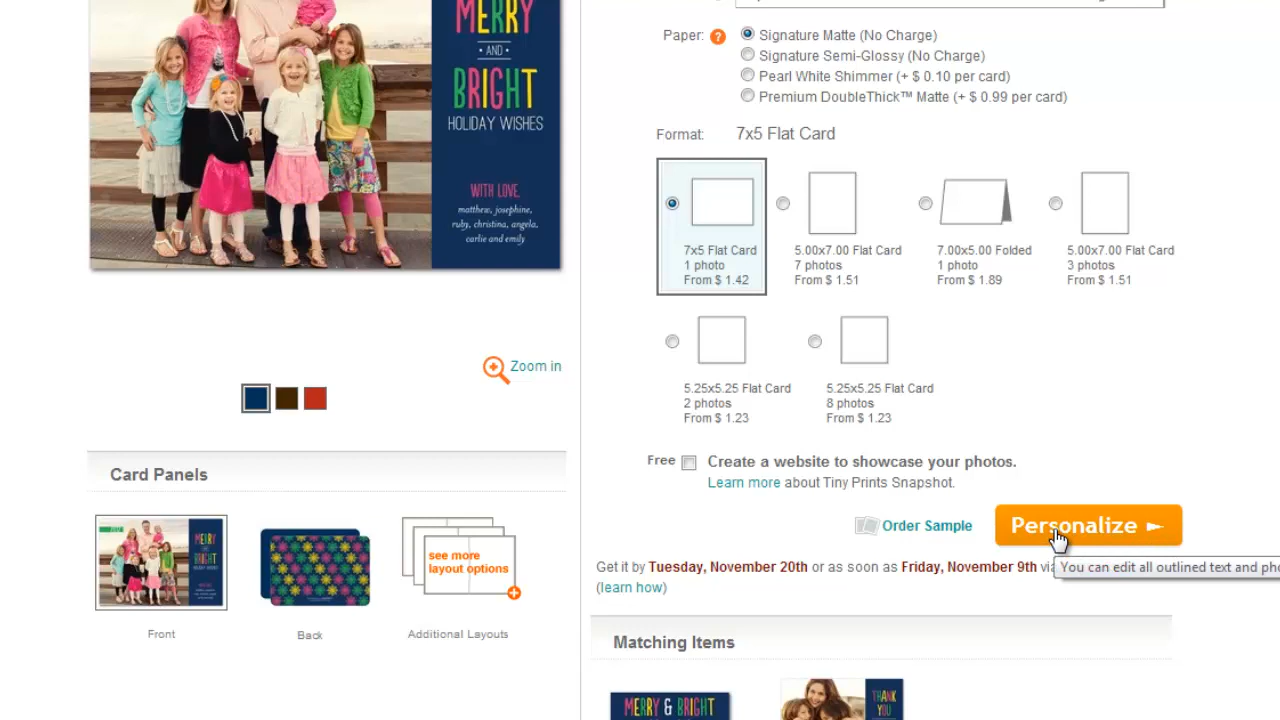 MERRY
AND
BRIGHT
HOLIDAY WISHES
WITH LOVE,
matthew, josephine,
ruby, christina, angela,
carlie and emily
Zoom in
Card Panels
see more
layout options
Front
Back
Additional Layouts
Paper: ?
Signature Matte (No Charge)
Signature Semi-Glossy (No Charge)
Pearl White Shimmer (+ $ 0.10 per card)
Premium DoubleThick™ Matte (+ $ 0.99 per card)
Format: 7x5 Flat Card
7x5 Flat Card
1 photo
From $ 1.42
5.00x7.00 Flat Card
7 photos
From $ 1.51
7.00x5.00 Folded
1 photo
From $ 1.89
5.00x7.00 Flat Card
3 photos
From $ 1.51
5.25x5.25 Flat Card
2 photos
From $ 1.23
5.25x5.25 Flat Card
8 photos
From $ 1.23
Free Create a website to showcase your photos.
Learn more about Tiny Prints Snapshot.
Order Sample
Personalize
Get it by Tuesday, November 20th or as soon as Friday, November 9th
You can edit all outlined text and
(learn how)
Matching Items
MERRY & BRIGHT
THANK
YOU